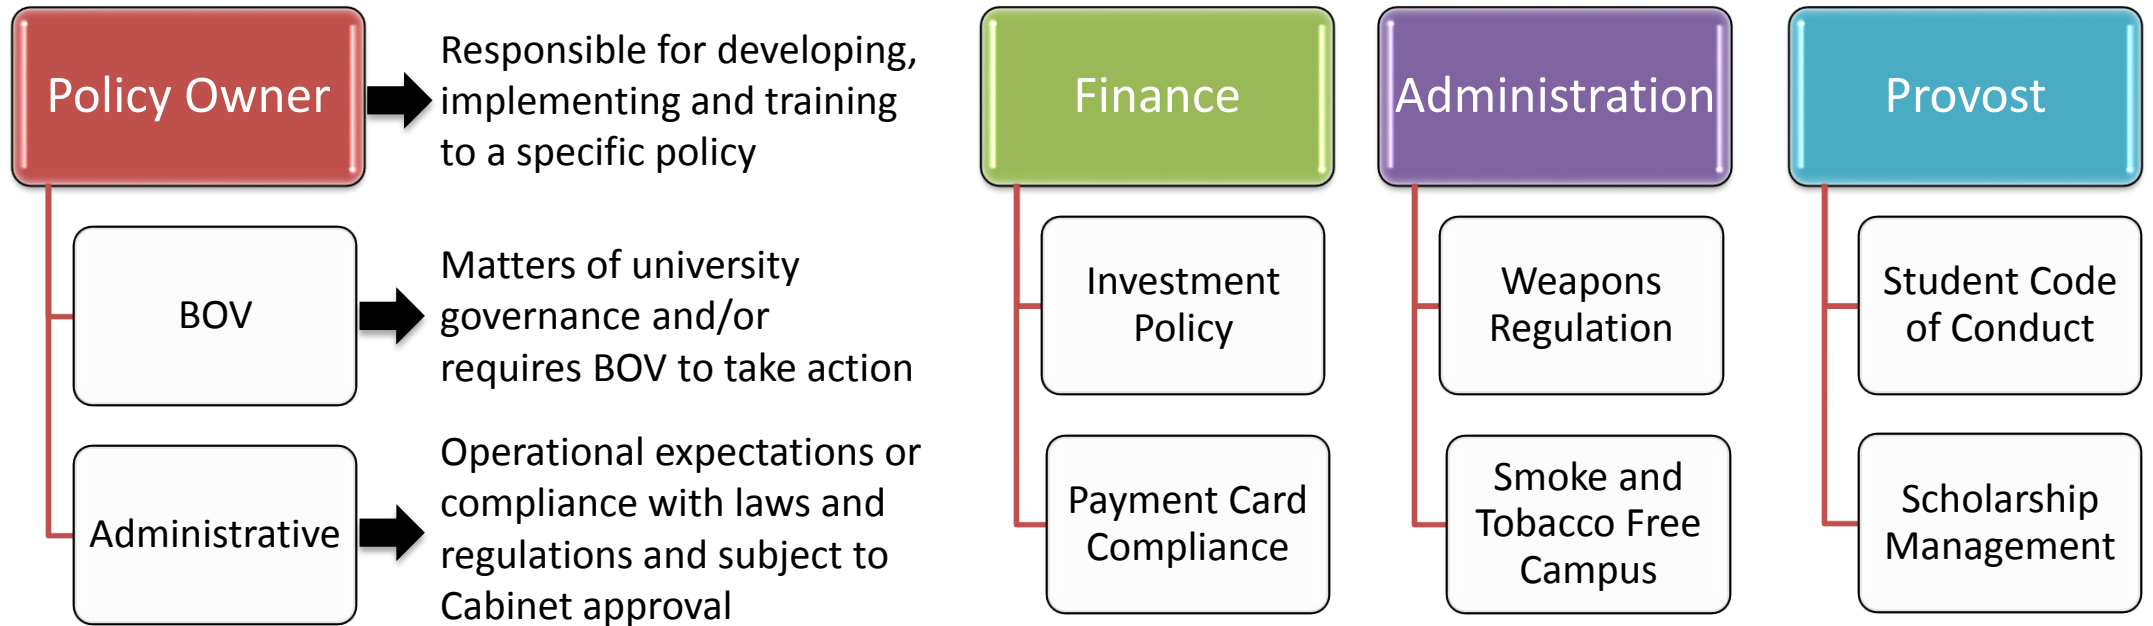 Policy Owner
Responsible for developing,
implementing and training
to a specific policy
BOV
Matters of university
governance and/or
requires BOV to take action
Administrative
Operational expectations or
compliance with laws and
regulations and subject to
Cabinet approval
Finance
Investment
Policy
Payment Card
Compliance
Administration
Weapons
Regulation
Smoke and
Tobacco Free
Campus
Provost
Student Code
of Conduct
Scholarship
Management